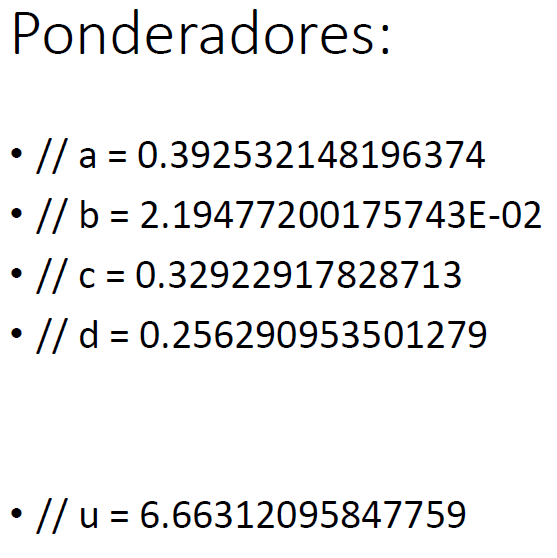 Ponderadores:
• // a = 0.392532148196374
• // b = 2.19477200175743E-02
• // c = 0.32922917828713
• // d = 0.256290953501279
• // u = 6.66312095847759